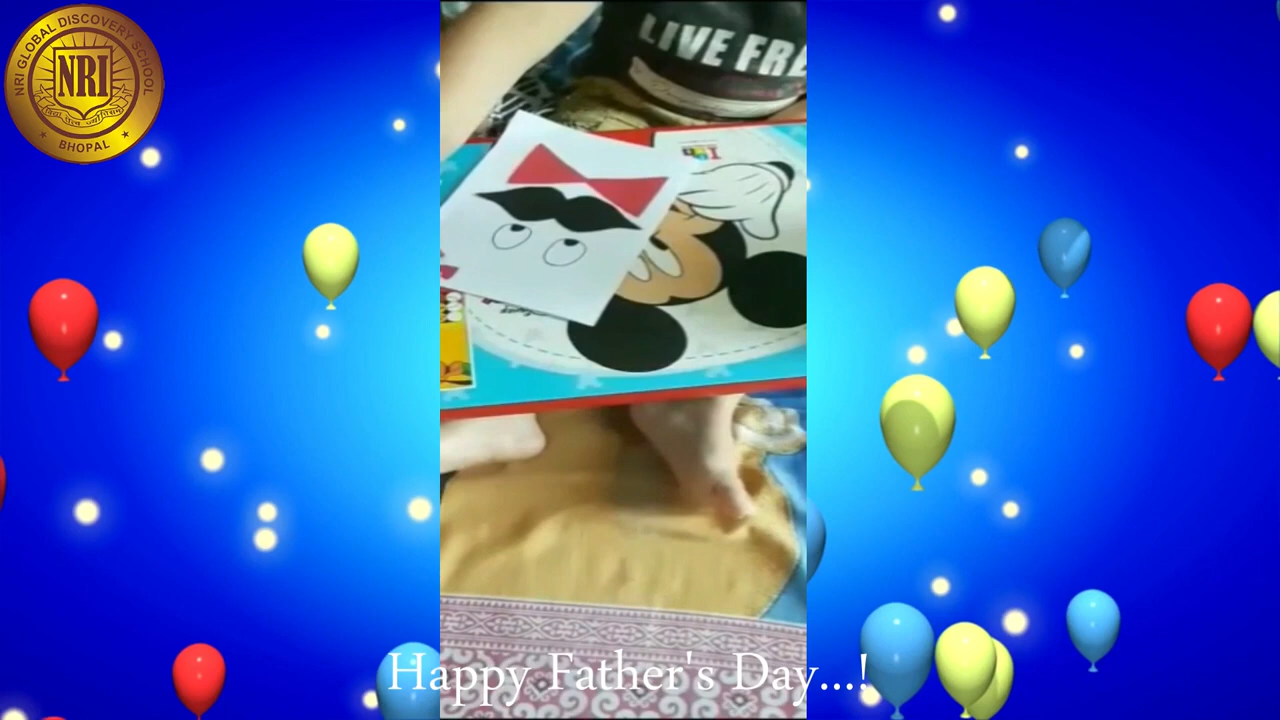 NRI GLOBAL DISCOVERY SCHOOL
NRI
BHOPAL
LIVE FRE
Happy Father's Day...!